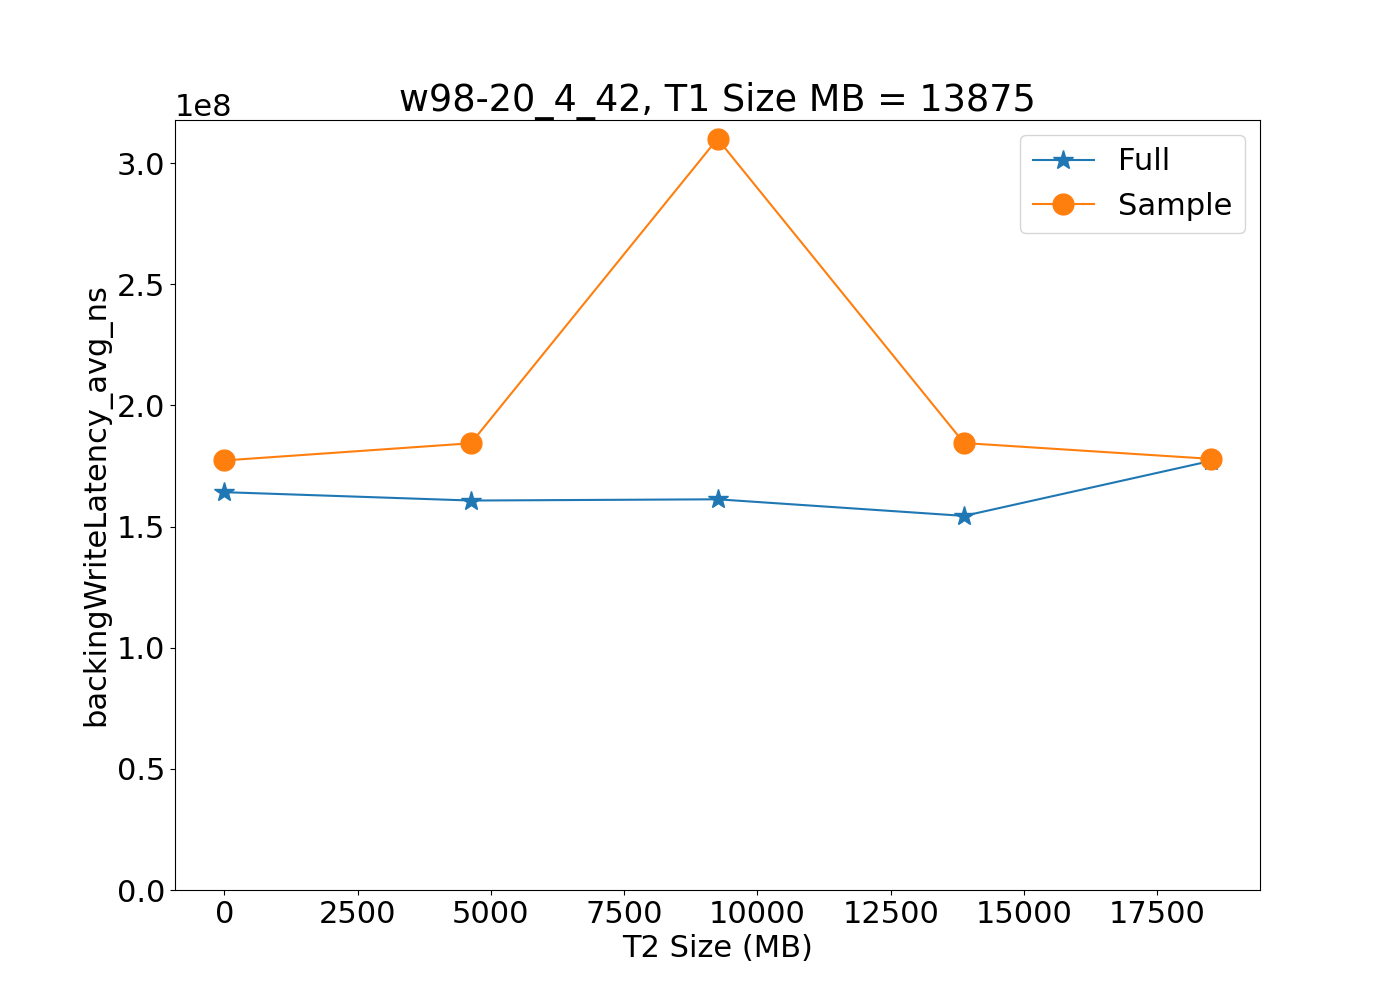 w98-20_4_42, T1 Size MB = 13875
1e8
3.0
2.5
2.0
1.5
1.0
0.5
0.0
backingWriteLatency_avg_ns
Full
Sample
0 2500 5000 7500 10000 12500 15000 17500
T2 Size (MB)